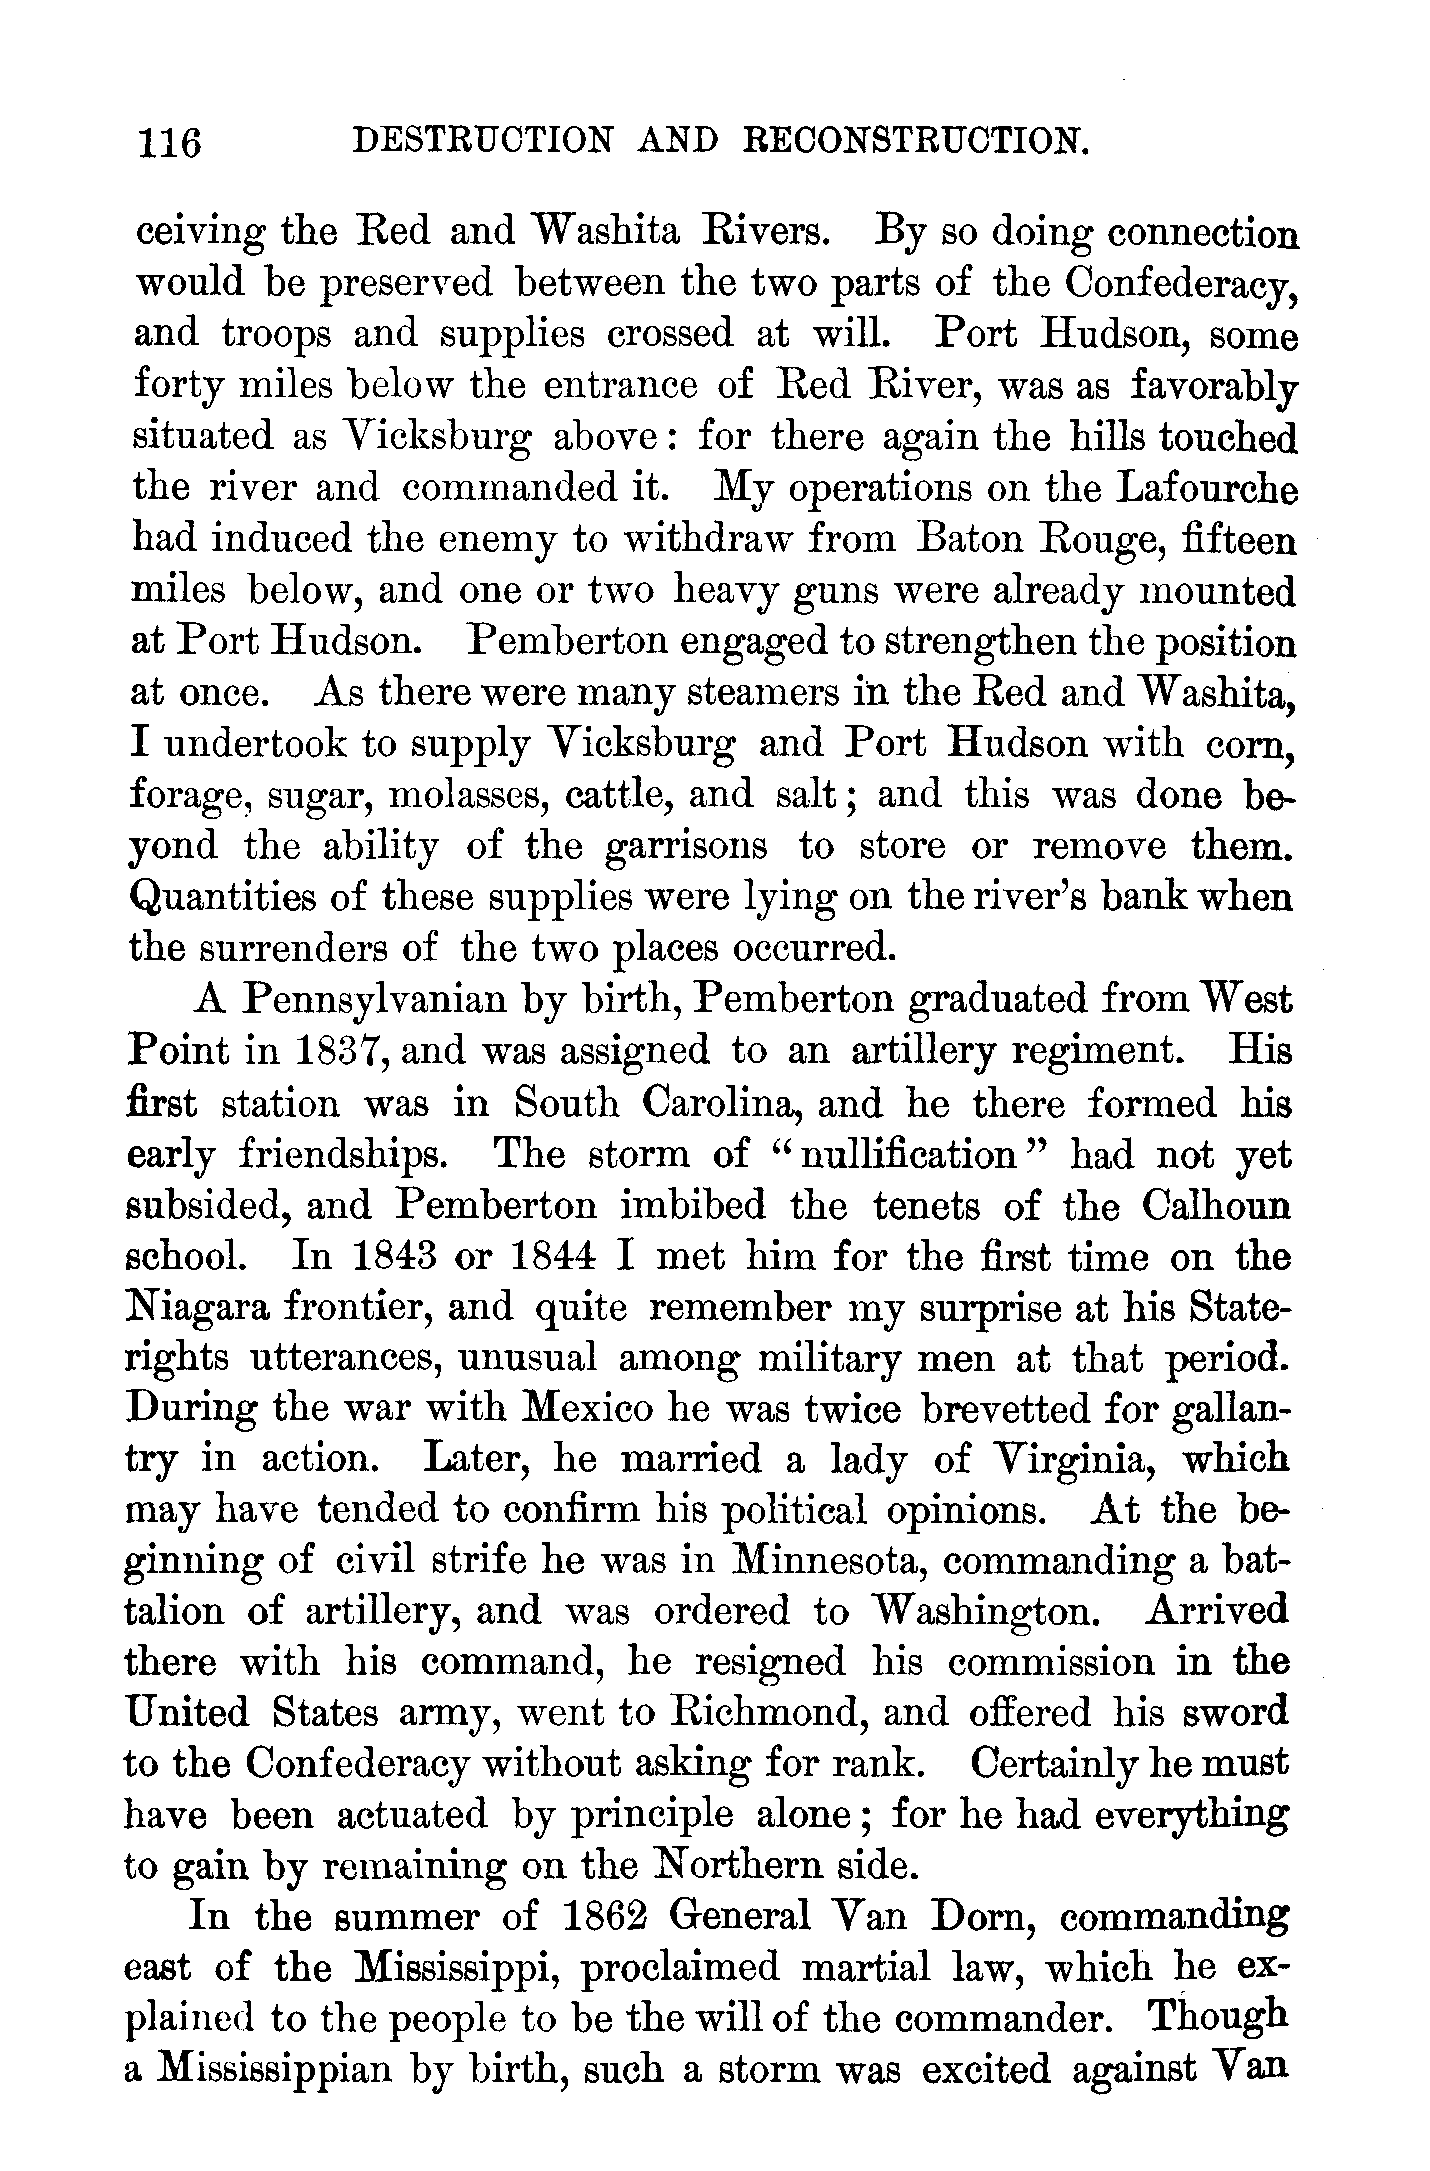 116 DESTRUCTION AND RECONSTRUCTION.
ceiving the Red and Washita Rivers. By so doing connection
would be preserved between the two parts of the Confederacy,
and troops and supplies crossed at will. Port Hudson, some
forty miles below the entrance of Red River, was as favorably
situated as Vicksburg above: for there again the hills touched
the river and commanded it. My operations on the Lafourche
had induced the enemy to withdraw from Baton Rouge, fifteen
miles below, and one or two heavy guns were already mounted
at Port Hudson. Pemberton engaged to strengthen the position
at once. As there were many steamers in the Red and Washita,
I undertook to supply Vicksburg and Port Hudson with corn,
forage, sugar, molasses, cattle, and salt; and this was done be-
yond the ability of the garrisons to store or remove them.
Quantities of these supplies were lying on the river's bank when
the surrenders of the two places occurred.
A Pennsylvanian by birth, Pemberton graduated from West
Point in 1837, and was assigned to an artillery regiment. His
first station was in South Carolina, and he there formed his
early friendships. The storm of "nullification" had not yet
subsided, and Pemberton imbibed the tenets of the Calhoun
school. In 1843 or 1844 I met him for the first time on the
Niagara frontier, and quite remember my surprise at his State-
rights utterances, unusual among military men at that period.
During the war with Mexico he was twice brevetted for gallan-
try in action. Later, he married a lady of Virginia, which
may have tended to confirm his political opinions. At the be-
ginning of civil strife he was in Minnesota, commanding a bat-
talion of artillery, and was ordered to Washington. Arrived
there with his command, he resigned his commission in the
United States army, went to Richmond, and offered his sword
to the Confederacy without asking for rank. Certainly he must
have been actuated by principle alone; for he had everything
to gain by remaining on the Northern side.
In the summer of 1862 General Van Dorn, commanding
east of the Mississippi, proclaimed martial law, which he ex-
plained to the people to be the will of the commander. Though
a Mississippian by birth, such a storm was excited against Van